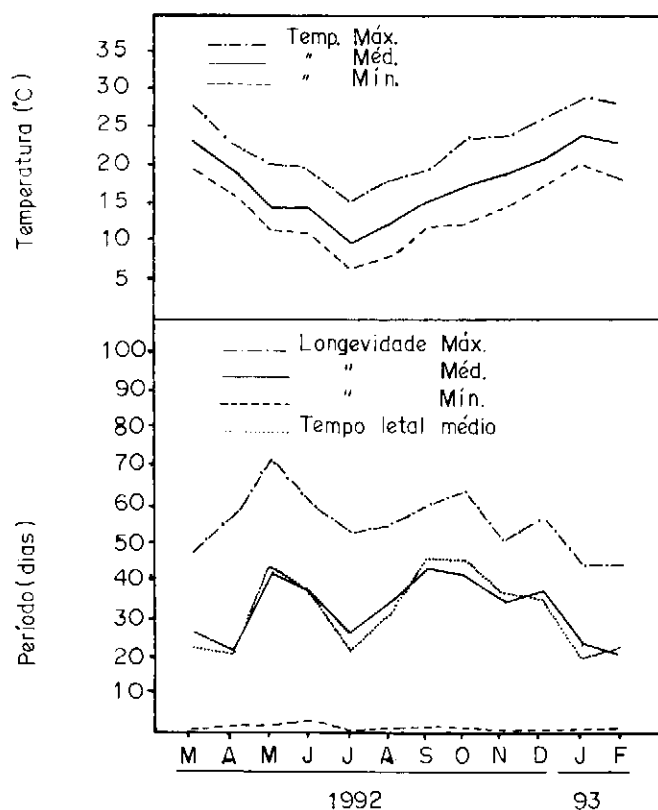 Temp. Máx.
" Méd.
" Mín.
35
30
25
20
15
10
5
Temperatura (°C)
Longevidade Máx.
" Méd.
" Mín.
Tempo letal médio
100
90
80
70
60
50
40
30
20
10
Período (dias)
M A M J J A S O N D J F
1992 93